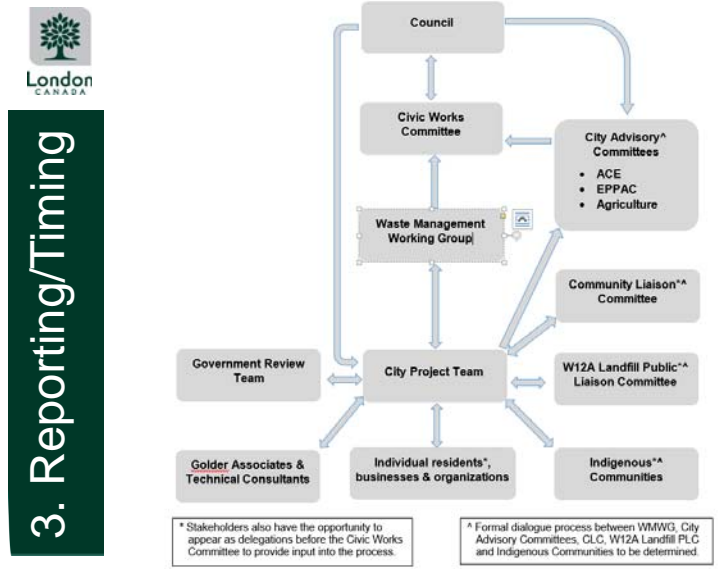 London
CANADA
3. Reporting/Timing
Council
Civic Works
Committee
City Advisory^
Committees
• ACE
• EPPAC
• Agriculture
Waste Management
Working Group
Community Liaison*^
Committee
Government Review
Team
City Project Team
W12A Landfill Public*^
Liaison Committee
Golder Associates &
Technical Consultants
Individual residents*,
businesses & organizations
Indigenous*^
Communities
* Stakeholders also have the opportunity to
appear as delegations before the Civic Works
Committee to provide input into the process.
^ Formal dialogue process between WMWG, City
Advisory Committees, CLC, W12A Landfill PLC
and Indigenous Communities to be determined.